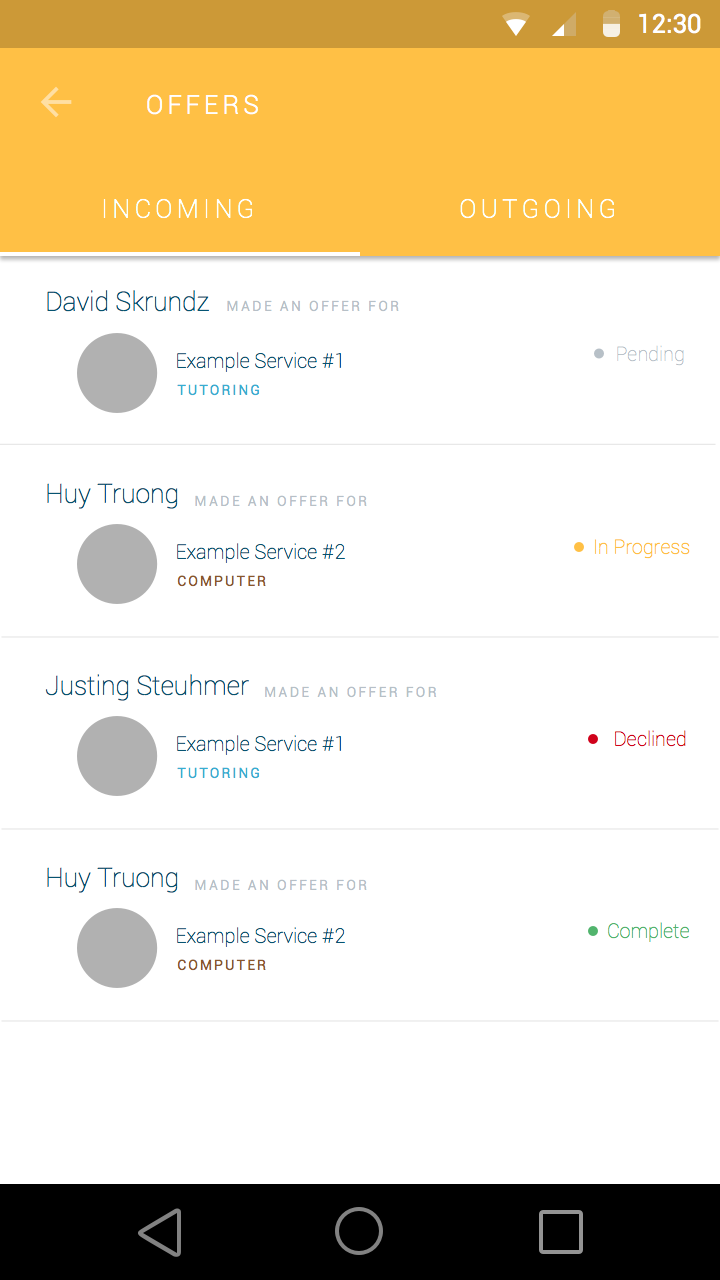 12:30
OFFERS
INCOMING OUTGOING
David Skrundz MADE AN OFFER FOR
Example Service #1 Pending
TUTORING
Huy Truong MADE AN OFFER FOR
Example Service #2 In Progress
COMPUTER
Justing Steuhmer MADE AN OFFER FOR
Example Service #1 Declined
TUTORING
Huy Truong MADE AN OFFER FOR
Example Service #2 Complete
COMPUTER